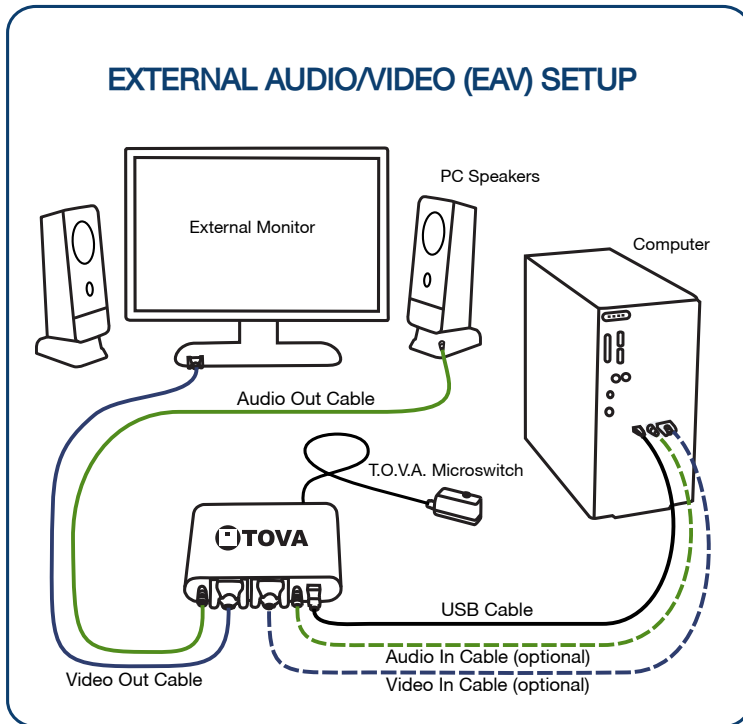 EXTERNAL AUDIO/VIDEO (EAV) SETUP
PC Speakers
External Monitor
Computer
Audio Out Cable
T.O.V.A. Microswitch
TOVA
USB Cable
Audio In Cable (optional)
Video Out Cable
Video In Cable (optional)